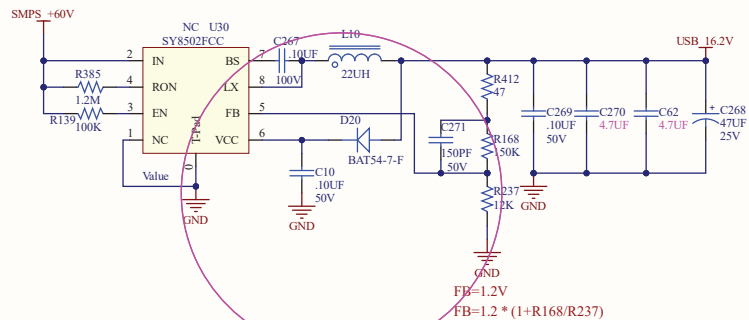 SMPS_+60V
NC U30
SY8502FCC
2 IN
4 RON
3 EN
1 NC
BS 7
LX 8
FB 5
VCC 6
T-Pad
0
R385
1.2M
R139
100K
Value
GND
C267
.10UF
100V
L10
22UH
D20
BAT54-7-F
C10
.10UF
50V
GND
C271
150PF
50V
R412
47
R168
150K
R237
12K
GND
USB_16.2V
C269
.10UF
50V
C270
4.7UF
C62
4.7UF
+
C268
47UF
25V
GND
FB=1.2V
FB=1.2 * (1+R168/R237)